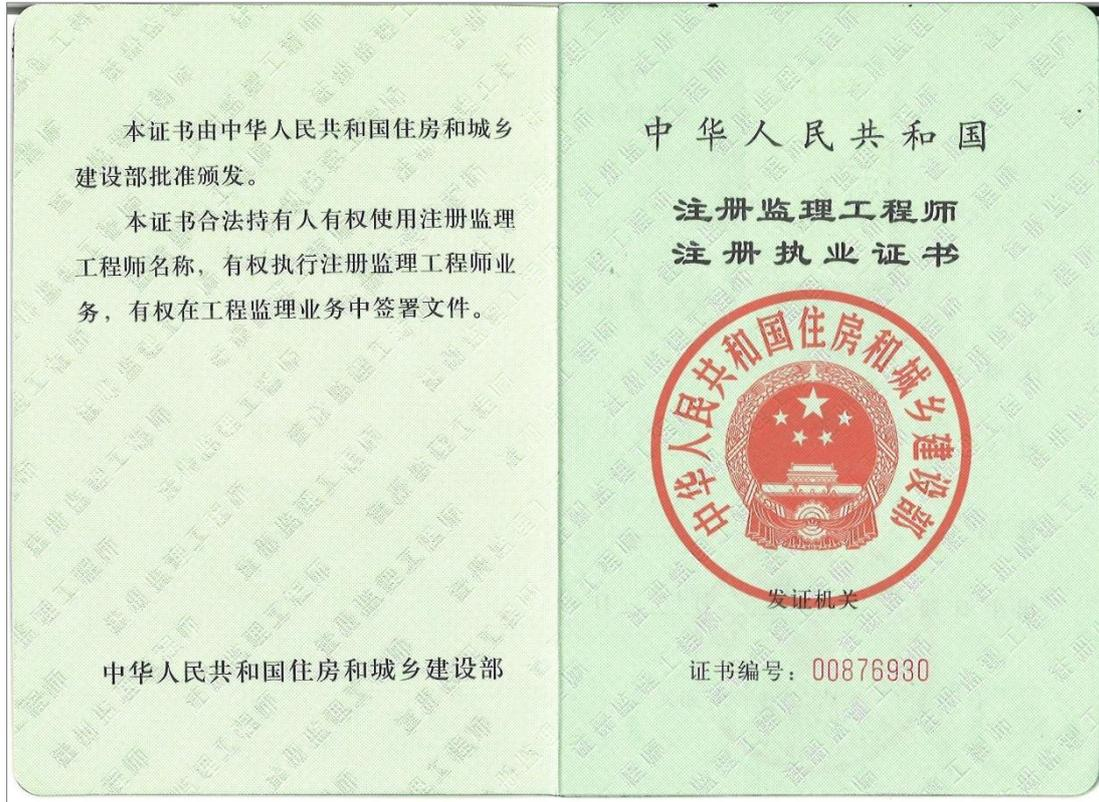 本证书由中华人民共和国住房和城乡
建设部批准颁发。
本证书合法持有人有权使用注册监理
工程师名称，有权执行注册监理工程师业
务，有权在工程监理业务中签署文件。
中华人民共和国住房和城乡建设部
中华人民共和国
注册监理工程师
注册执业证书
中华人民共和国住房和城乡建设部
发证机关
证书编号：00876930